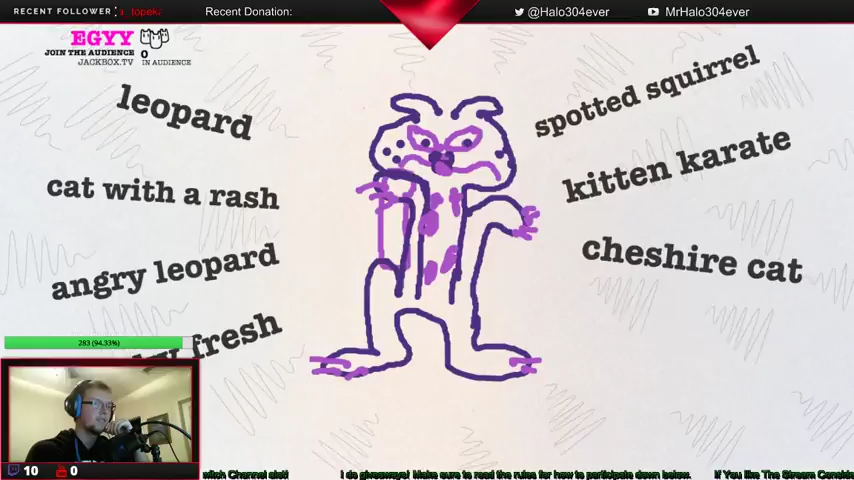 RECENT FOLLOWER
Recent Donation:
@Halo304ever
MrHalo304ever
EGYY
JOIN THE AUDIENCE
JACKBOX.TV
0
IN AUDIENCE
leopard
cat with a rash
angry leopard
fresh
spotted squirrel
kitten karate
cheshire cat
283 (94.33%)
10
0
I do giveaways! Make sure to read the rules for how to participate down below.
If You like The Stream